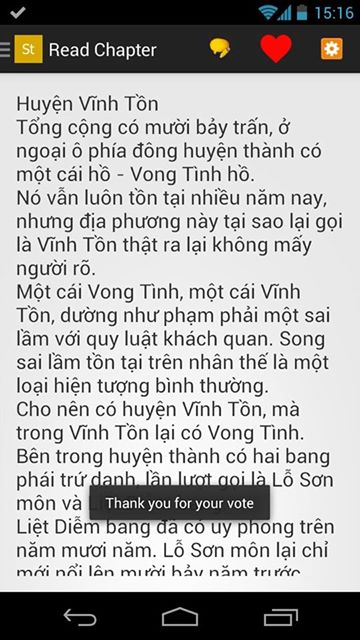 15:16
St Read Chapter
Huyện Vĩnh Tồn
Tổng cộng có mười bảy trấn, ở
ngoại ô phía đông huyện thành có
một cái hồ - Vong Tình hồ.
Nó vẫn luôn tồn tại nhiều năm nay,
nhưng địa phương này tại sao lại gọi
là Vĩnh Tồn thật ra lại không mấy
người rõ.
Một cái Vong Tình, một cái Vĩnh
Tồn, dường như phạm phải một sai
lầm với quy luật khách quan. Song
sai lầm tồn tại trên nhân thế là một
loại hiện tượng bình thường.
Cho nên có huyện Vĩnh Tồn, mà
trong Vĩnh Tồn lại có Vong Tình.
Bên trong huyện thành có hai bang
phái trứ danh, lần lượt gọi là Lỗ Sơn
môn và
Thank you for your vote
Liệt Diễm bang đã có uy phong trên
năm mươi năm. Lỗ Sơn môn lại chỉ
mới nổi lên mười bảy năm trước